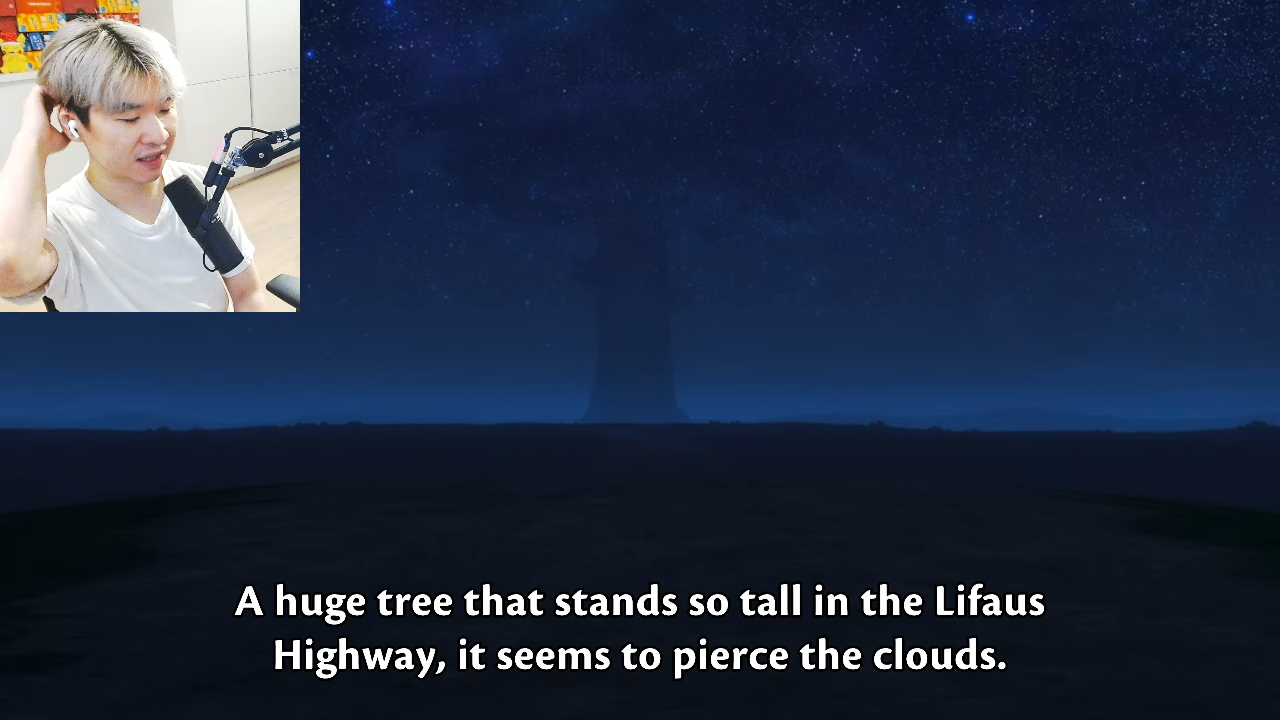 A huge tree that stands so tall in the Lifaus
Highway, it seems to pierce the clouds.